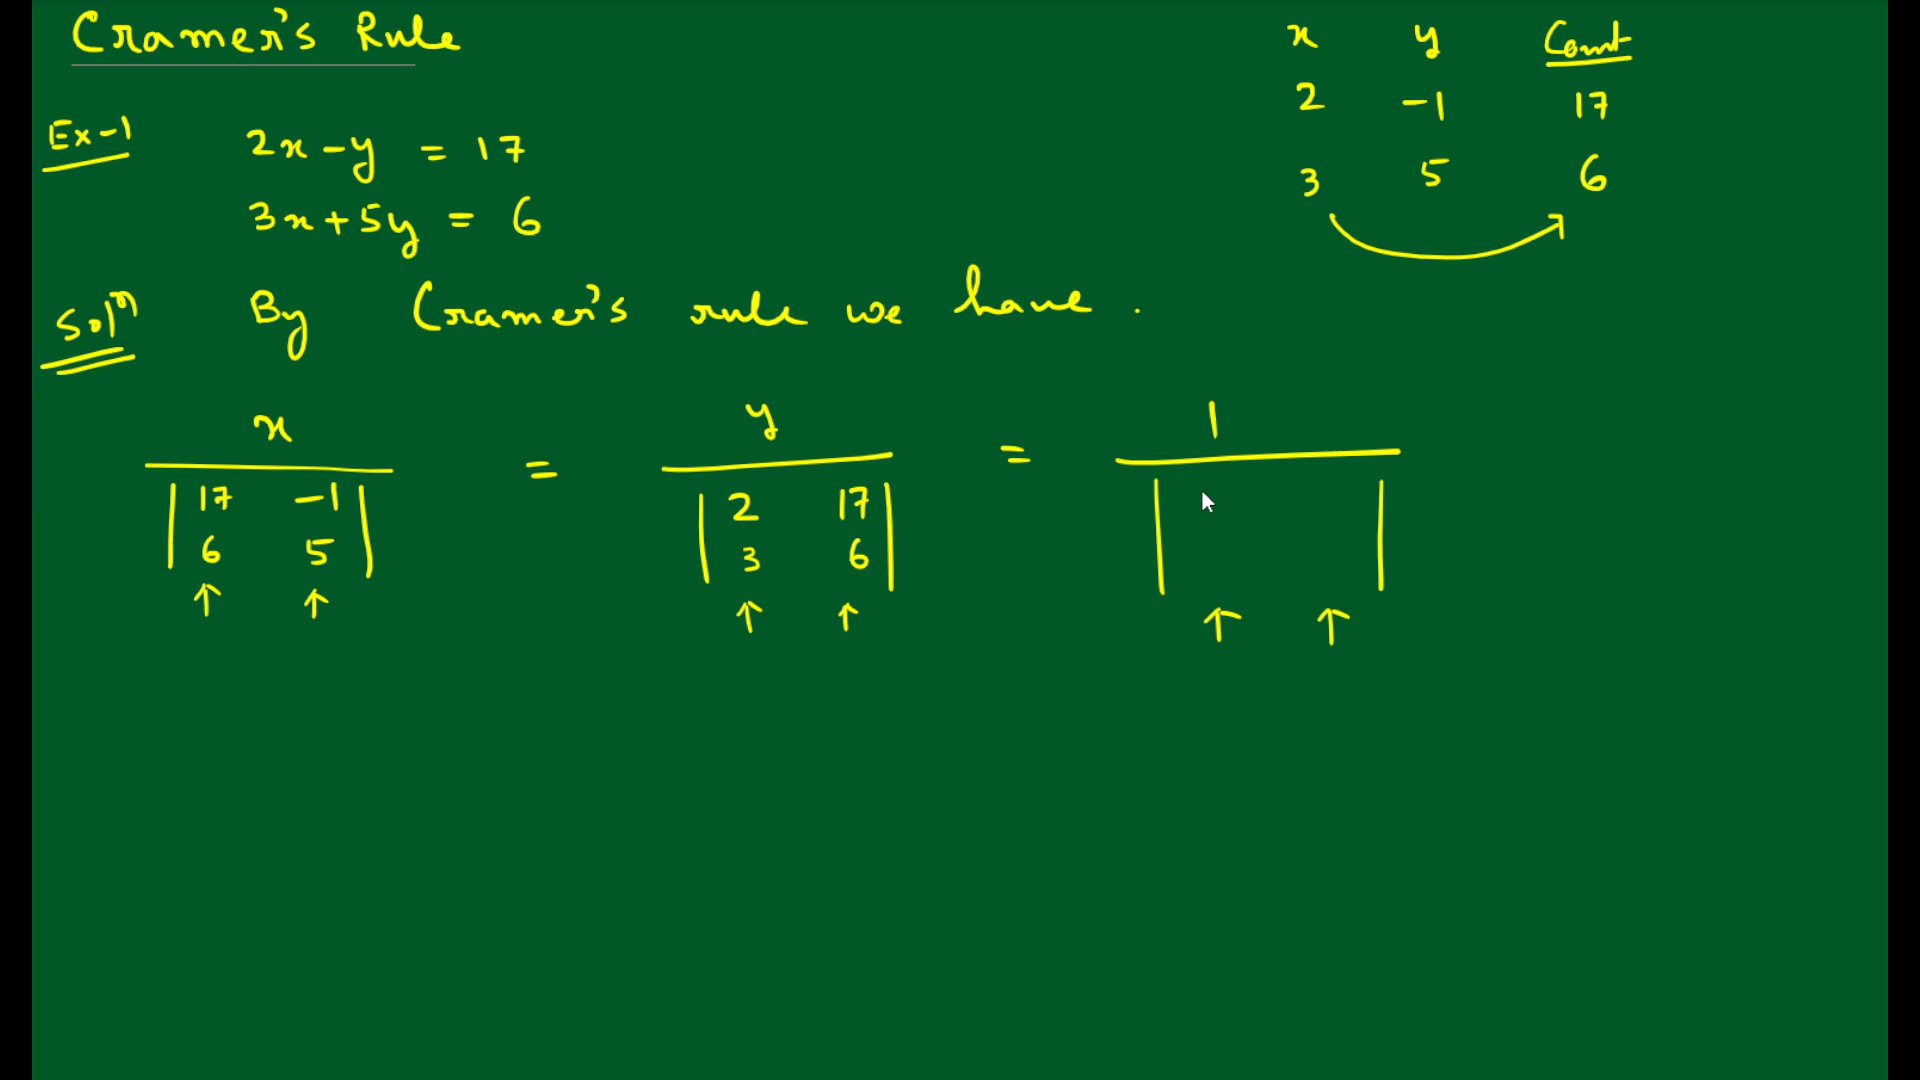 Cramer's Rule
x y Const
2 -1 17
3 5 6
Ex-1 2x-y = 17
3x+5y = 6
Solⁿ By Cramer's rule we have .
x = y = 1
17 -1 2 17
6 5 3 6
↑ ↑ ↑ ↑ ↑ ↑